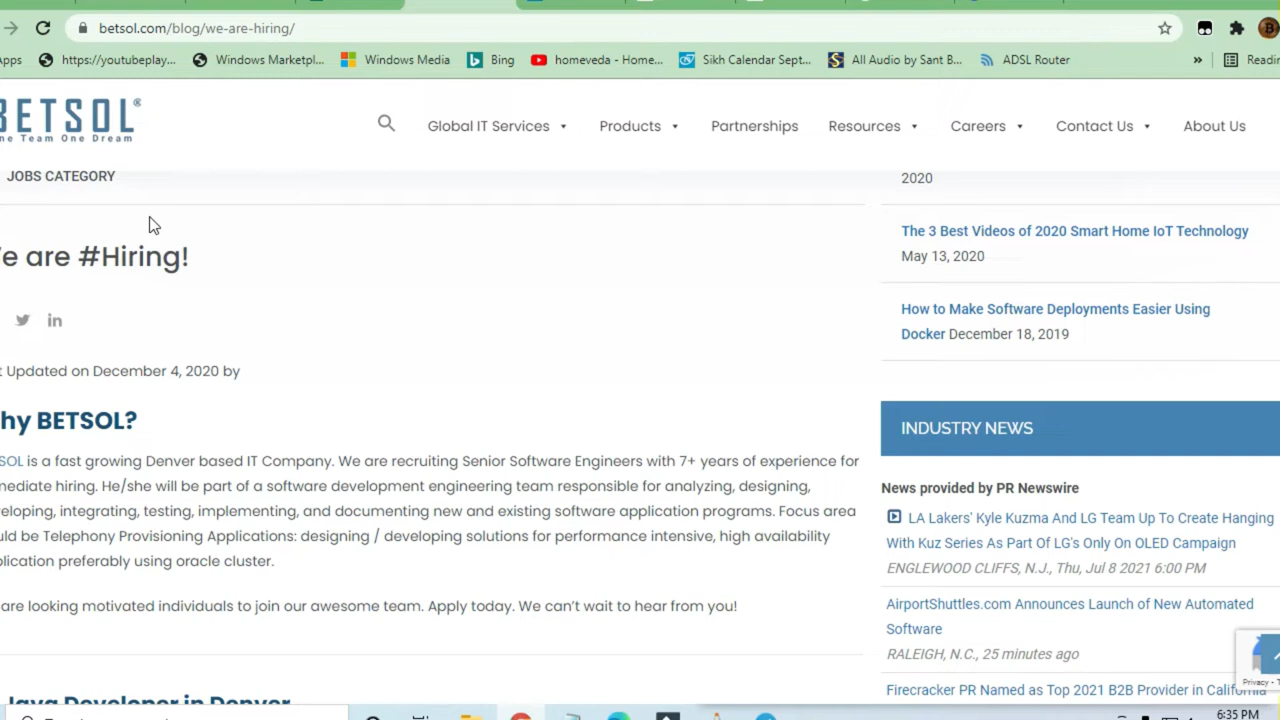 betsol.com/blog/we-are-hiring/
Apps https://youtubeplay... Windows Marketpl... Windows Media Bing homeveda - Home... Sikh Calendar Sept... All Audio by Sant B... ADSL Router » Readin
BETSOL®
ne Team One Dream
Global IT Services Products Partnerships Resources Careers Contact Us About Us
JOBS CATEGORY
e are #Hiring!
t Updated on December 4, 2020 by
hy BETSOL?
SOL is a fast growing Denver based IT Company. We are recruiting Senior Software Engineers with 7+ years of experience for
mediate hiring. He/she will be part of a software development engineering team responsible for analyzing, designing,
veloping, integrating, testing, implementing, and documenting new and existing software application programs. Focus area
uld be Telephony Provisioning Applications: designing / developing solutions for performance intensive, high availability
plication preferably using oracle cluster.
are looking motivated individuals to join our awesome team. Apply today. We can't wait to hear from you!
Java Developer in Denver
2020
The 3 Best Videos of 2020 Smart Home IoT Technology
May 13, 2020
How to Make Software Deployments Easier Using
Docker December 18, 2019
INDUSTRY NEWS
News provided by PR Newswire
LA Lakers' Kyle Kuzma And LG Team Up To Create Hanging
With Kuz Series As Part Of LG's Only On OLED Campaign
ENGLEWOOD CLIFFS, N.J., Thu, Jul 8 2021 6:00 PM
AirportShuttles.com Announces Launch of New Automated
Software
RALEIGH, N.C., 25 minutes ago
Firecracker PR Named as Top 2021 B2B Provider in California
Privacy - T
6:35 PM